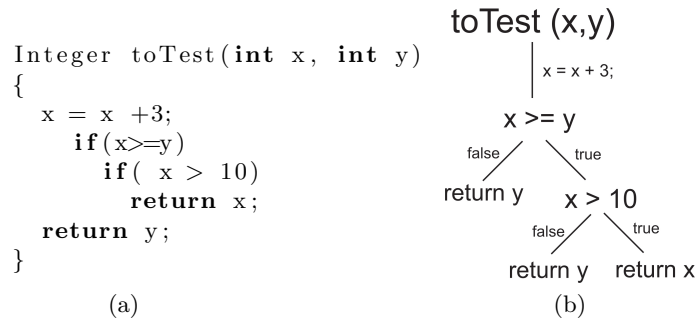 Integer toTest(int x, int y)
{
x = x +3;
if(x>=y)
if( x > 10)
return x;
return y;
}
(a)
toTest (x,y)
x = x + 3;
x >= y
false true
return y x > 10
false true
return y return x
(b)